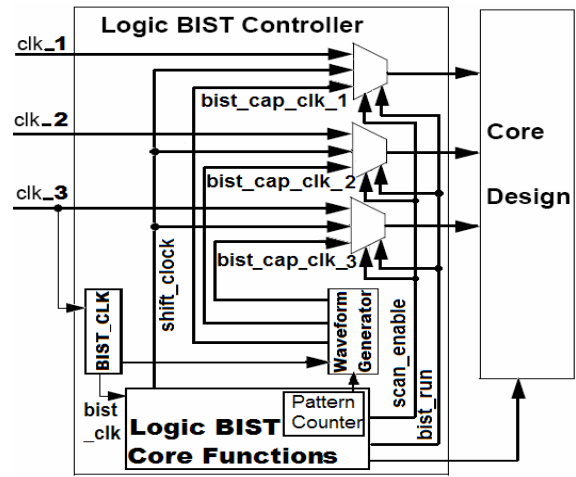 Logic BIST Controller
clk_1
bist_cap_clk_1
clk_2
bist_cap_clk_2
clk_3
bist_cap_clk_3
Core
Design
shift_clock
BIST_CLK
bist
_clk
Waveform
Generator
scan_enable
bist_run
Pattern
Counter
Logic BIST
Core Functions